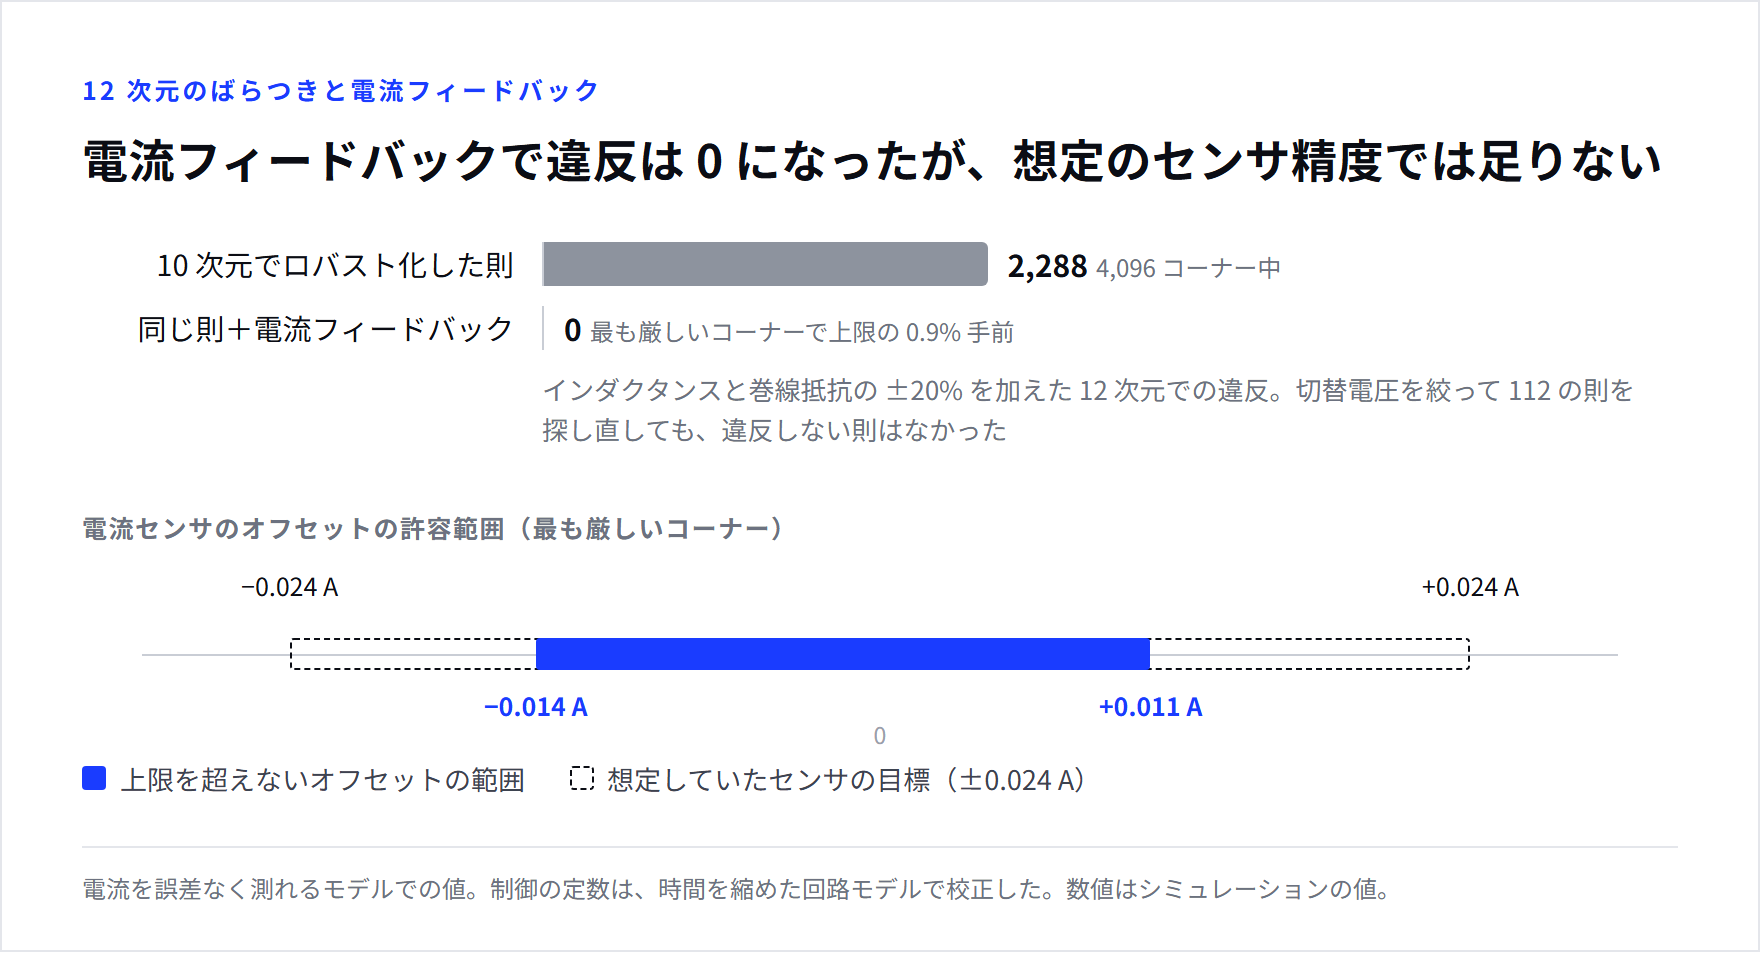 12 次元のばらつきと電流フィードバック
電流フィードバックで違反は 0 になったが、想定のセンサ精度では足りない
10 次元でロバスト化した則
2,288 4,096 コーナー中
同じ則＋電流フィードバック
0 最も厳しいコーナーで上限の 0.9% 手前
インダクタンスと巻線抵抗の ±20% を加えた 12 次元での違反。切替電圧を絞って 112 の則を
探し直しても、違反しない則はなかった
電流センサのオフセットの許容範囲（最も厳しいコーナー）
−0.024 A
+0.024 A
−0.014 A
+0.011 A
0
上限を超えないオフセットの範囲
想定していたセンサの目標（±0.024 A）
電流を誤差なく測れるモデルでの値。制御の定数は、時間を縮めた回路モデルで校正した。数値はシミュレーションの値。